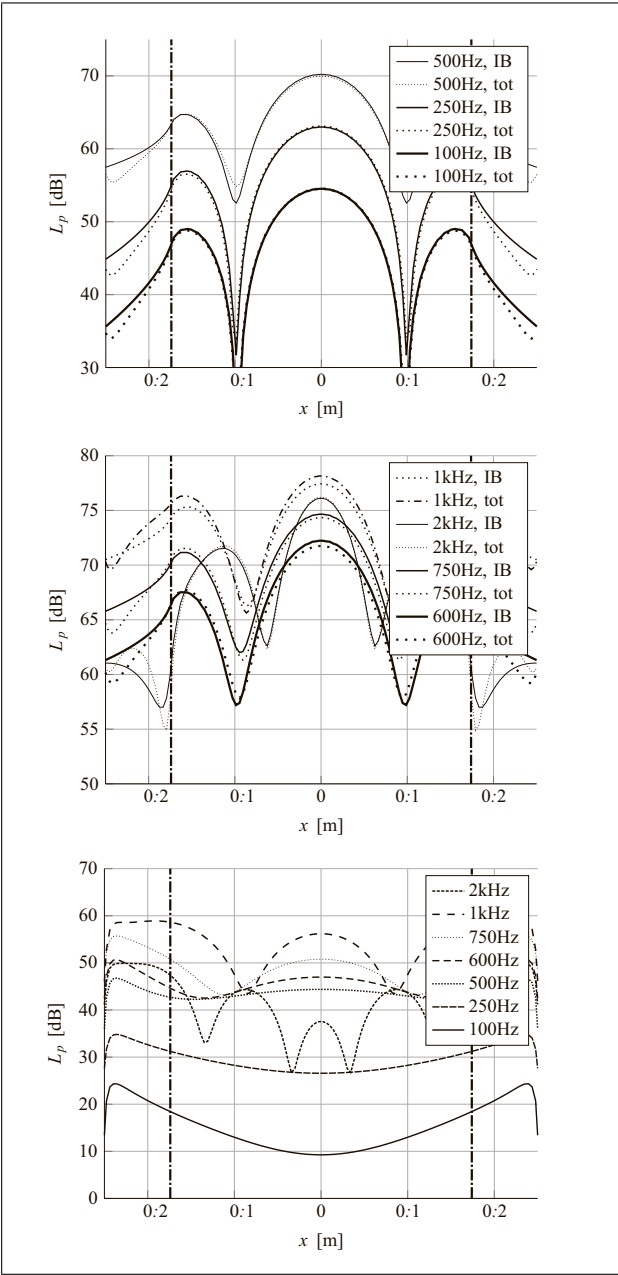 70
60
50
40
30
L_p [dB]
500Hz, IB
500Hz, tot
250Hz, IB
250Hz, tot
100Hz, IB
100Hz, tot
0:2 0:1 0 0:1 0:2
x [m]
80
75
70
65
60
55
50
L_p [dB]
1kHz, IB
1kHz, tot
2kHz, IB
2kHz, tot
750Hz, IB
750Hz, tot
600Hz, IB
600Hz, tot
0:2 0:1 0 0:1 0:2
x [m]
70
60
50
40
30
20
10
0
L_p [dB]
2kHz
1kHz
750Hz
600Hz
500Hz
250Hz
100Hz
0:2 0:1 0 0:1 0:2
x [m]